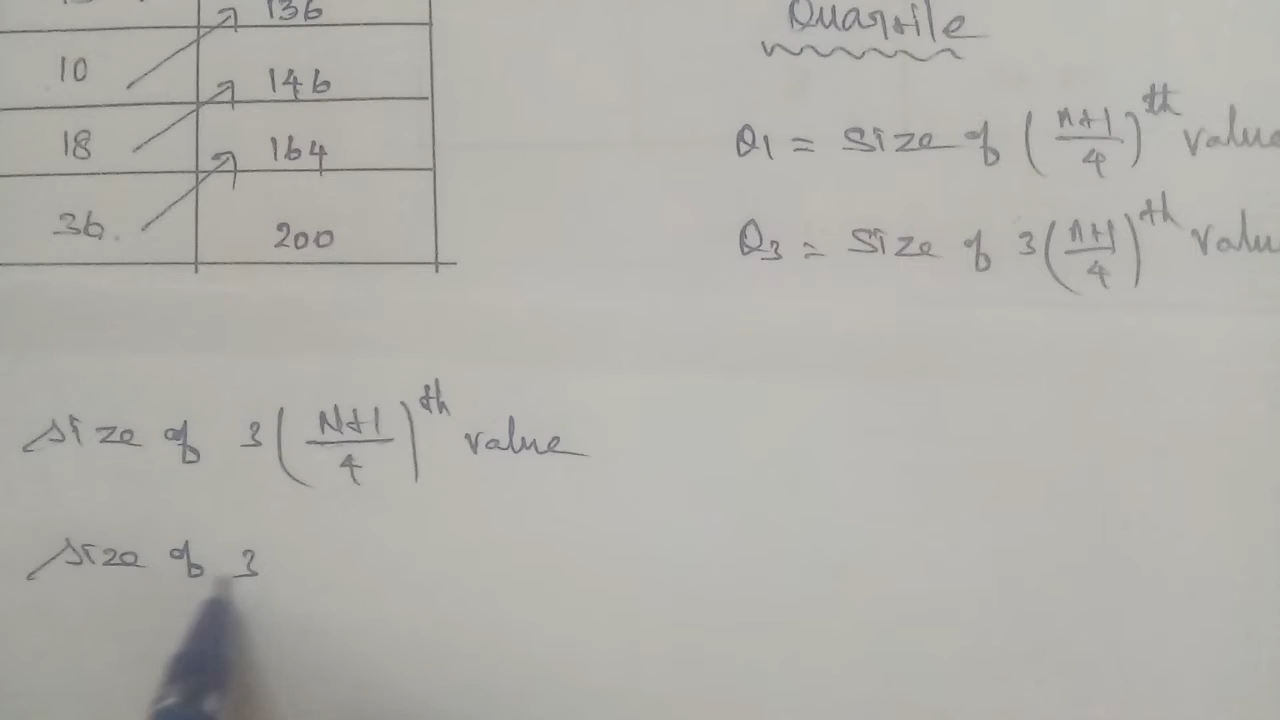 136
10 146
18 164
36. 200
Quartile
Q1 = Size of (n+1/4)th value
Q3 = Size of 3(n+1/4)th valu
Size of 3(N+1/4)th value
Size of 3